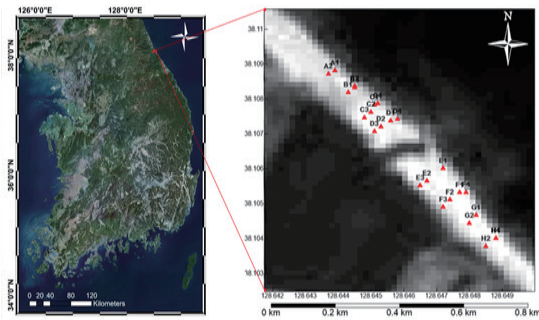 126°0'0"E 128°0'0"E
38°0'0"N
36°0'0"N
34°0'0"N
0 20 40 80 120
Kilometers
N
38.11
38.109
38.108
38.107
38.106
38.105
38.104
38.103
A2 A1
B1
C3 C2
D3 D2 D4
E1
E3 E2
F3 F2
G1
G2
H2 H4
128.642 128.643 128.644 128.645 128.646 128.647 128.648 128.649
0 km 0.2 km 0.4 km 0.6 km 0.8 km